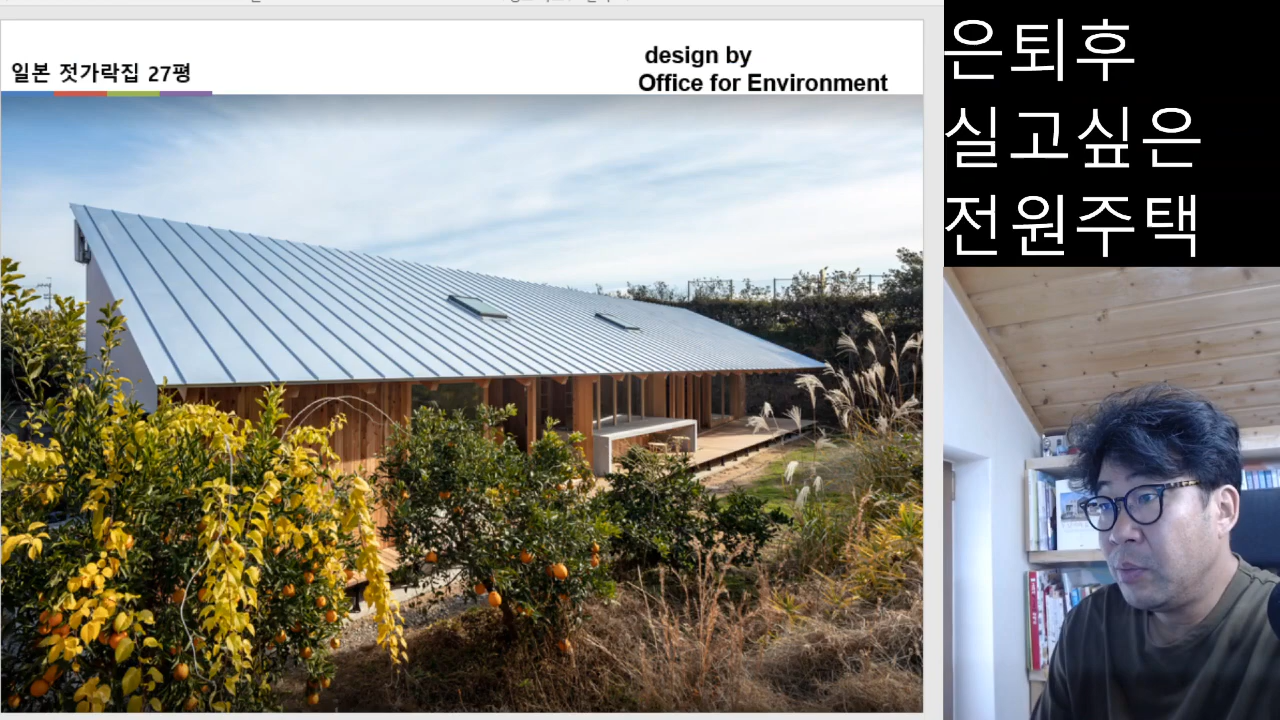 일본 젓가락집 27평
design by
Office for Environment
은퇴후
실고싶은
전원주택